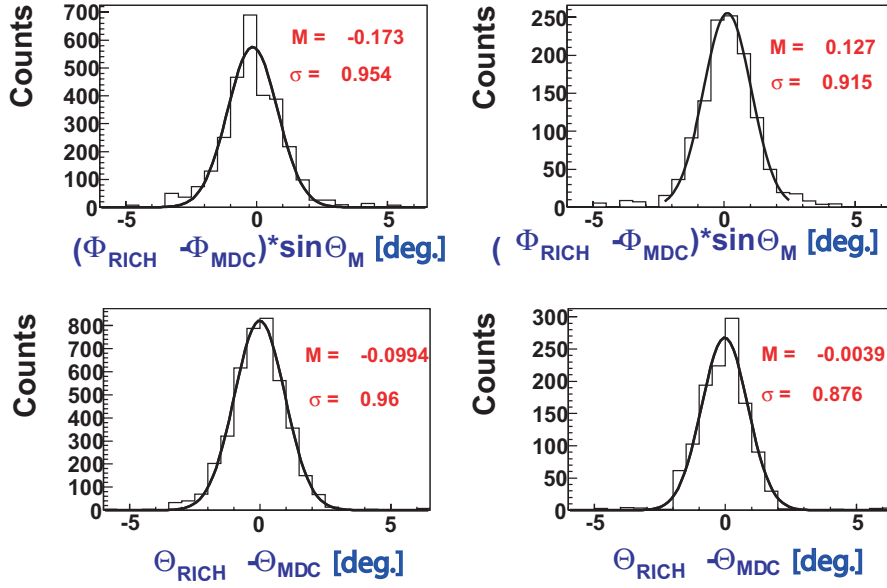 Counts
700
600
500
400
300
200
100
0
M = -0.173
σ = 0.954
-5 0 5
(Φ_RICH -Φ_MDC)*sinΘ_M [deg.]
Counts
250
200
150
100
50
0
M = 0.127
σ = 0.915
-5 0 5
( Φ_RICH -Φ_MDC)*sinΘ_M [deg.]
Counts
800
700
600
500
400
300
200
100
0
M = -0.0994
σ = 0.96
-5 0 5
Θ_RICH -Θ_MDC [deg.]
Counts
300
250
200
150
100
50
0
M = -0.0039
σ = 0.876
-5 0 5
Θ_RICH -Θ_MDC [deg.]